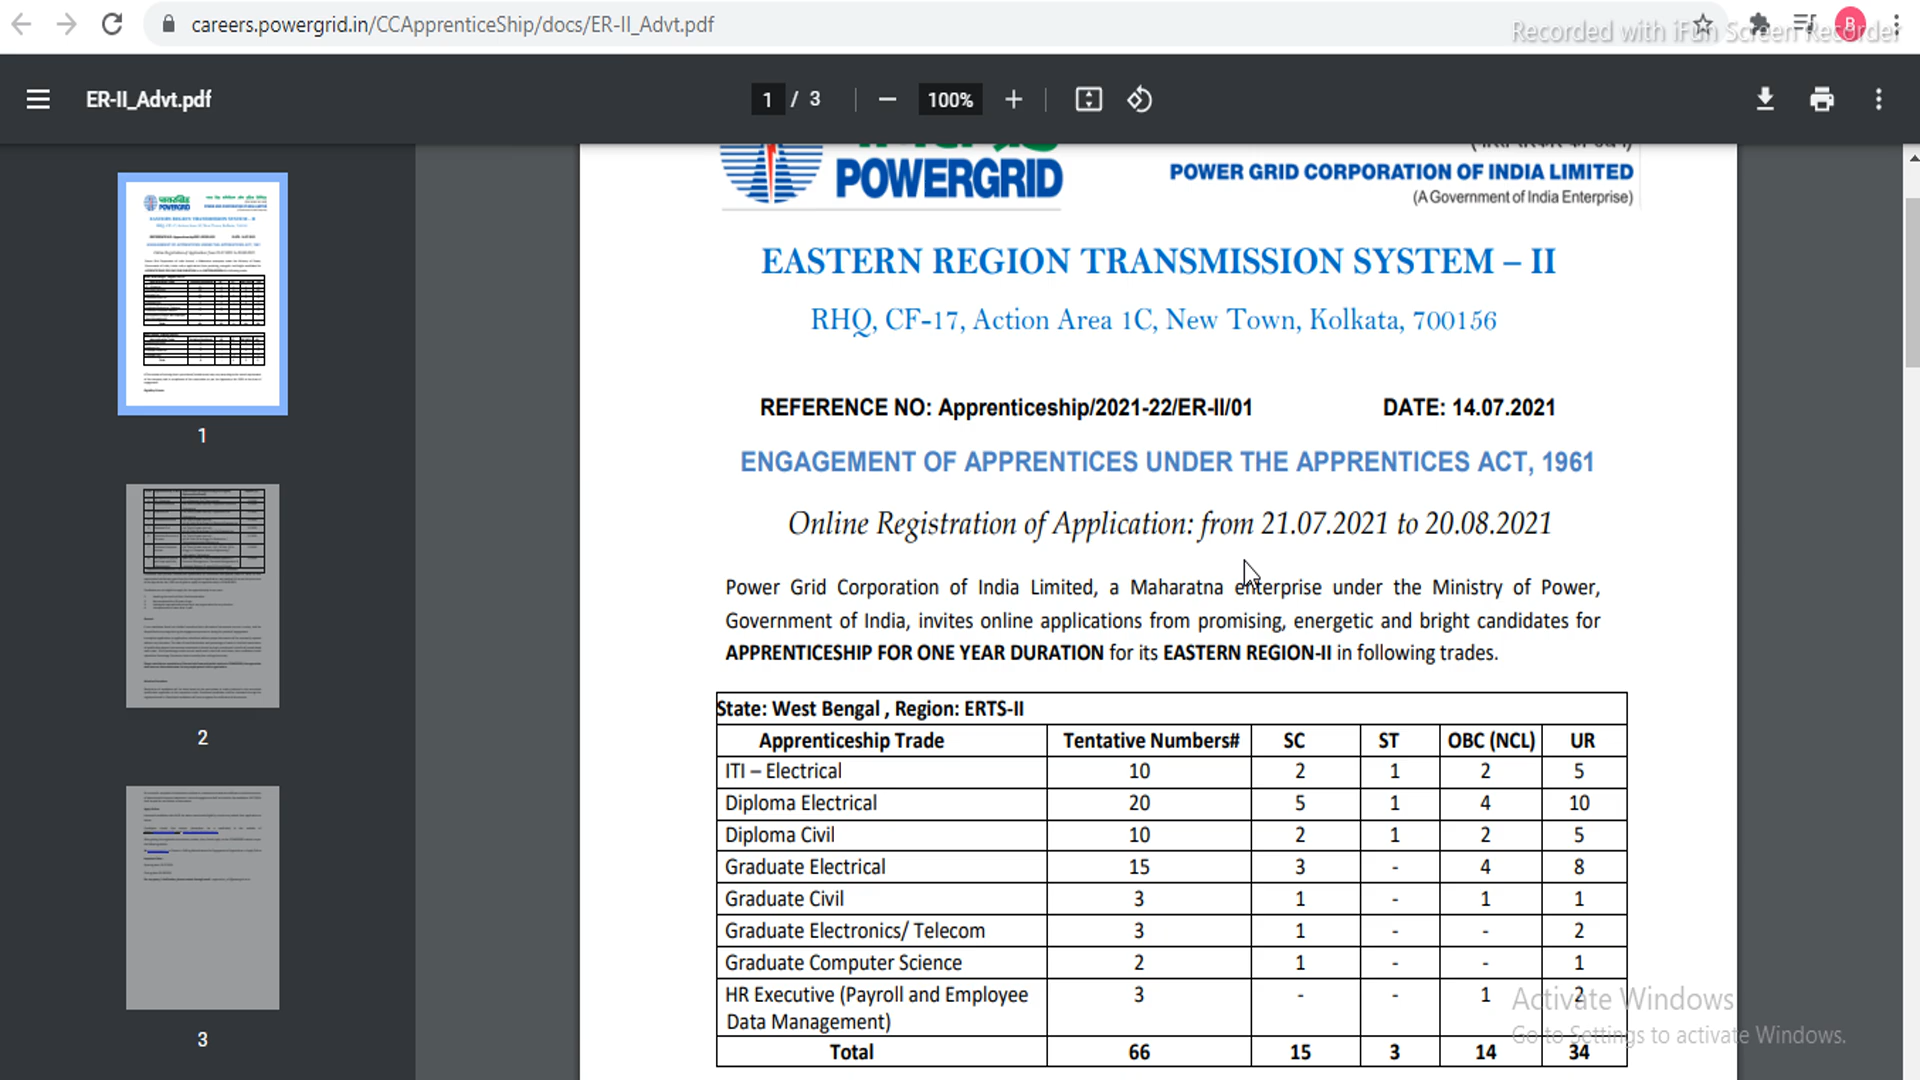 careers.powergrid.in/CCApprenticeShip/docs/ER-II_Advt.pdf
B
Recorded with iFun Screen Recorder
ER-II_Advt.pdf
1 / 3
100%
POWERGRID
POWER GRID CORPORATION OF INDIA LIMITED
(A Government of India Enterprise)
EASTERN REGION TRANSMISSION SYSTEM – II
RHQ, CF-17, Action Area 1C, New Town, Kolkata, 700156
REFERENCE NO: Apprenticeship/2021-22/ER-II/01 DATE: 14.07.2021
ENGAGEMENT OF APPRENTICES UNDER THE APPRENTICES ACT, 1961
Online Registration of Application: from 21.07.2021 to 20.08.2021
Power Grid Corporation of India Limited, a Maharatna enterprise under the Ministry of Power,
Government of India, invites online applications from promising, energetic and bright candidates for
APPRENTICESHIP FOR ONE YEAR DURATION for its EASTERN REGION-II in following trades.
State: West Bengal , Region: ERTS-II
Apprenticeship Trade Tentative Numbers# SC ST OBC (NCL) UR
ITI – Electrical 10 2 1 2 5
Diploma Electrical 20 5 1 4 10
Diploma Civil 10 2 1 2 5
Graduate Electrical 15 3 - 4 8
Graduate Civil 3 1 - 1 1
Graduate Electronics/ Telecom 3 1 - - 2
Graduate Computer Science 2 1 - - 1
HR Executive (Payroll and Employee 3 - - 1 2
Data Management)
Total 66 15 3 14 34
Activate Windows
Go to Settings to activate Windows.
1
2
3